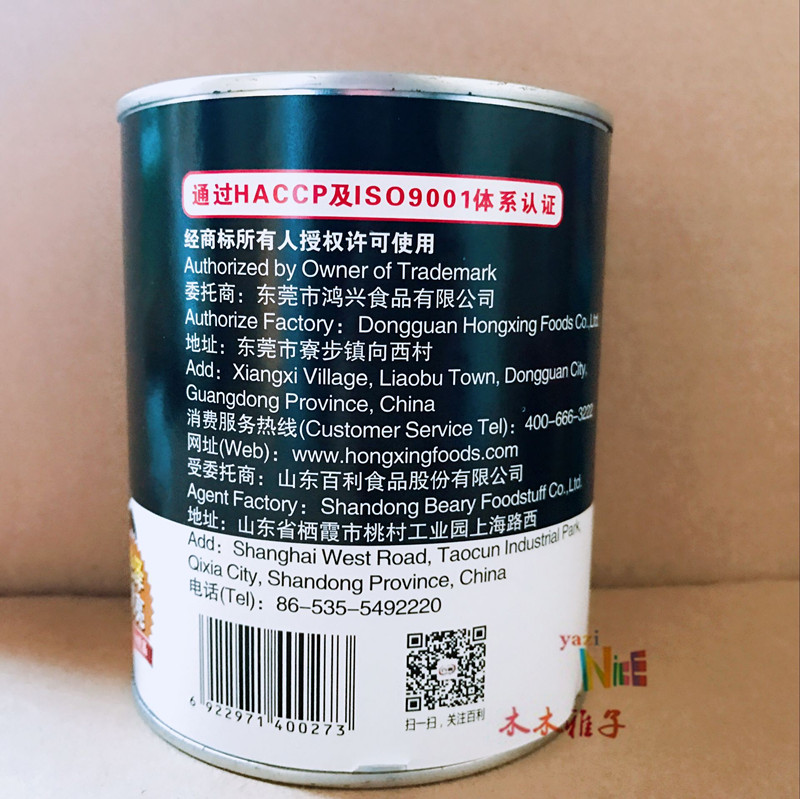 通过HACCP及ISO9001体系认证
经商标所有人授权许可使用
Authorized by Owner of Trademark
委托商：东莞市鸿兴食品有限公司
Authorize Factory：Dongguan Hongxing Foods Co.,Ltd.
地址：东莞市寮步镇向西村
Add：Xiangxi Village, Liaobu Town, Dongguan City,
Guangdong Province, China
消费服务热线(Customer Service Tel)：400-666-3222
网址(Web)：www.hongxingfoods.com
受委托商：山东百利食品股份有限公司
Agent Factory：Shandong Beary Foodstuff Co.,Ltd.
地址：山东省栖霞市桃村工业园上海路西
Add：Shanghai West Road, Taocun Industrial Park,
Qixia City, Shandong Province, China
电话(Tel)：86-535-5492220
6 922971 400273
扫一扫，关注百利
yazi
NiCE
木木雅子